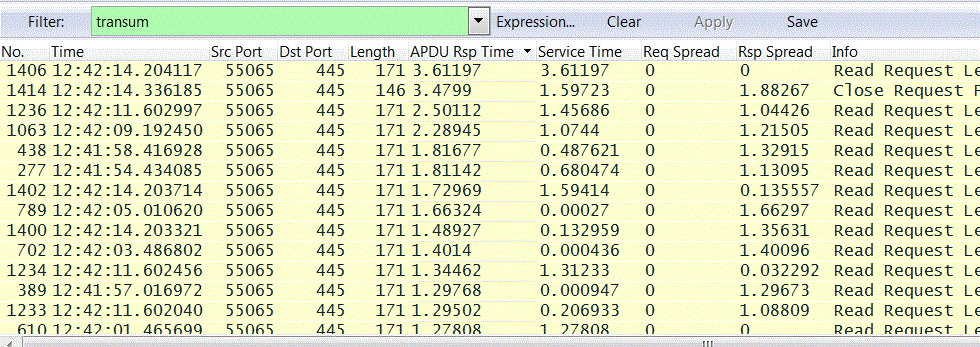 Filter: transum Expression... Clear Apply Save
No. Time Src Port Dst Port Length APDU Rsp Time Service Time Req Spread Rsp Spread Info
1406 12:42:14.204117 55065 445 171 3.61197 3.61197 0 0 Read Request Le
1414 12:42:14.336185 55065 445 146 3.4799 1.59723 0 1.88267 Close Request F
1236 12:42:11.602997 55065 445 171 2.50112 1.45686 0 1.04426 Read Request Le
1063 12:42:09.192450 55065 445 171 2.28945 1.0744 0 1.21505 Read Request Le
438 12:41:58.416928 55065 445 171 1.81677 0.487621 0 1.32915 Read Request Le
277 12:41:54.434085 55065 445 171 1.81142 0.680474 0 1.13095 Read Request Le
1402 12:42:14.203714 55065 445 171 1.72969 1.59414 0 0.135557 Read Request Le
789 12:42:05.010620 55065 445 171 1.66324 0.00027 0 1.66297 Read Request Le
1400 12:42:14.203321 55065 445 171 1.48927 0.132959 0 1.35631 Read Request Le
702 12:42:03.486802 55065 445 171 1.4014 0.000436 0 1.40096 Read Request Le
1234 12:42:11.602456 55065 445 171 1.34462 1.31233 0 0.032292 Read Request Le
389 12:41:57.016972 55065 445 171 1.29768 0.000947 0 1.29673 Read Request Le
1233 12:42:11.602040 55065 445 171 1.29502 0.206933 0 1.08809 Read Request Le
610 12:42:01.465699 55065 445 171 1.27808 1.27808 0 0 Read Request Le